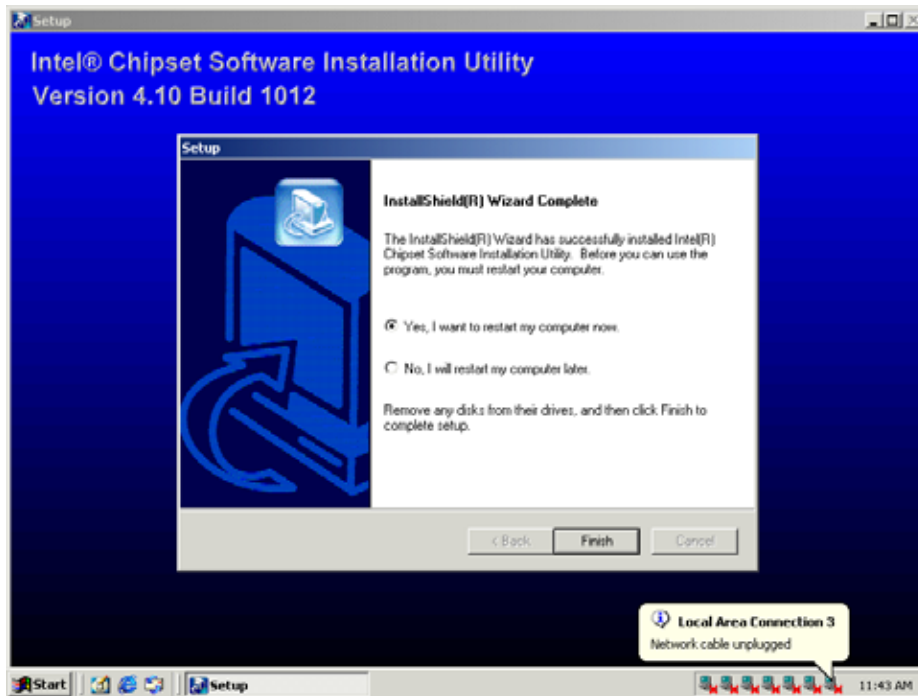 Setup
Intel® Chipset Software Installation Utility
Version 4.10 Build 1012
Setup
InstallShield(R) Wizard Complete
The InstallShield(R) Wizard has successfully installed Intel(R)
Chipset Software Installation Utility. Before you can use the
program, you must restart your computer.
Yes, I want to restart my computer now.
No, I will restart my computer later.
Remove any disks from their drives, and then click Finish to
complete setup.
< Back
Finish
Cancel
Local Area Connection 3
Network cable unplugged
Start
Setup
11:43 AM